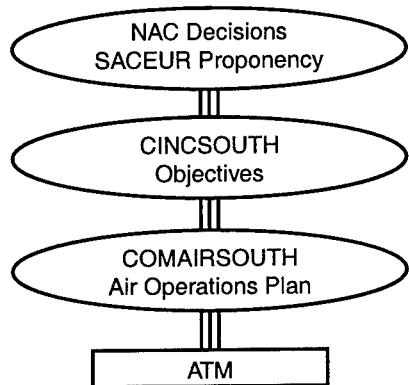 NAC Decisions
SACEUR Proponency
CINCSOUTH
Objectives
COMAIRSOUTH
Air Operations Plan
ATM